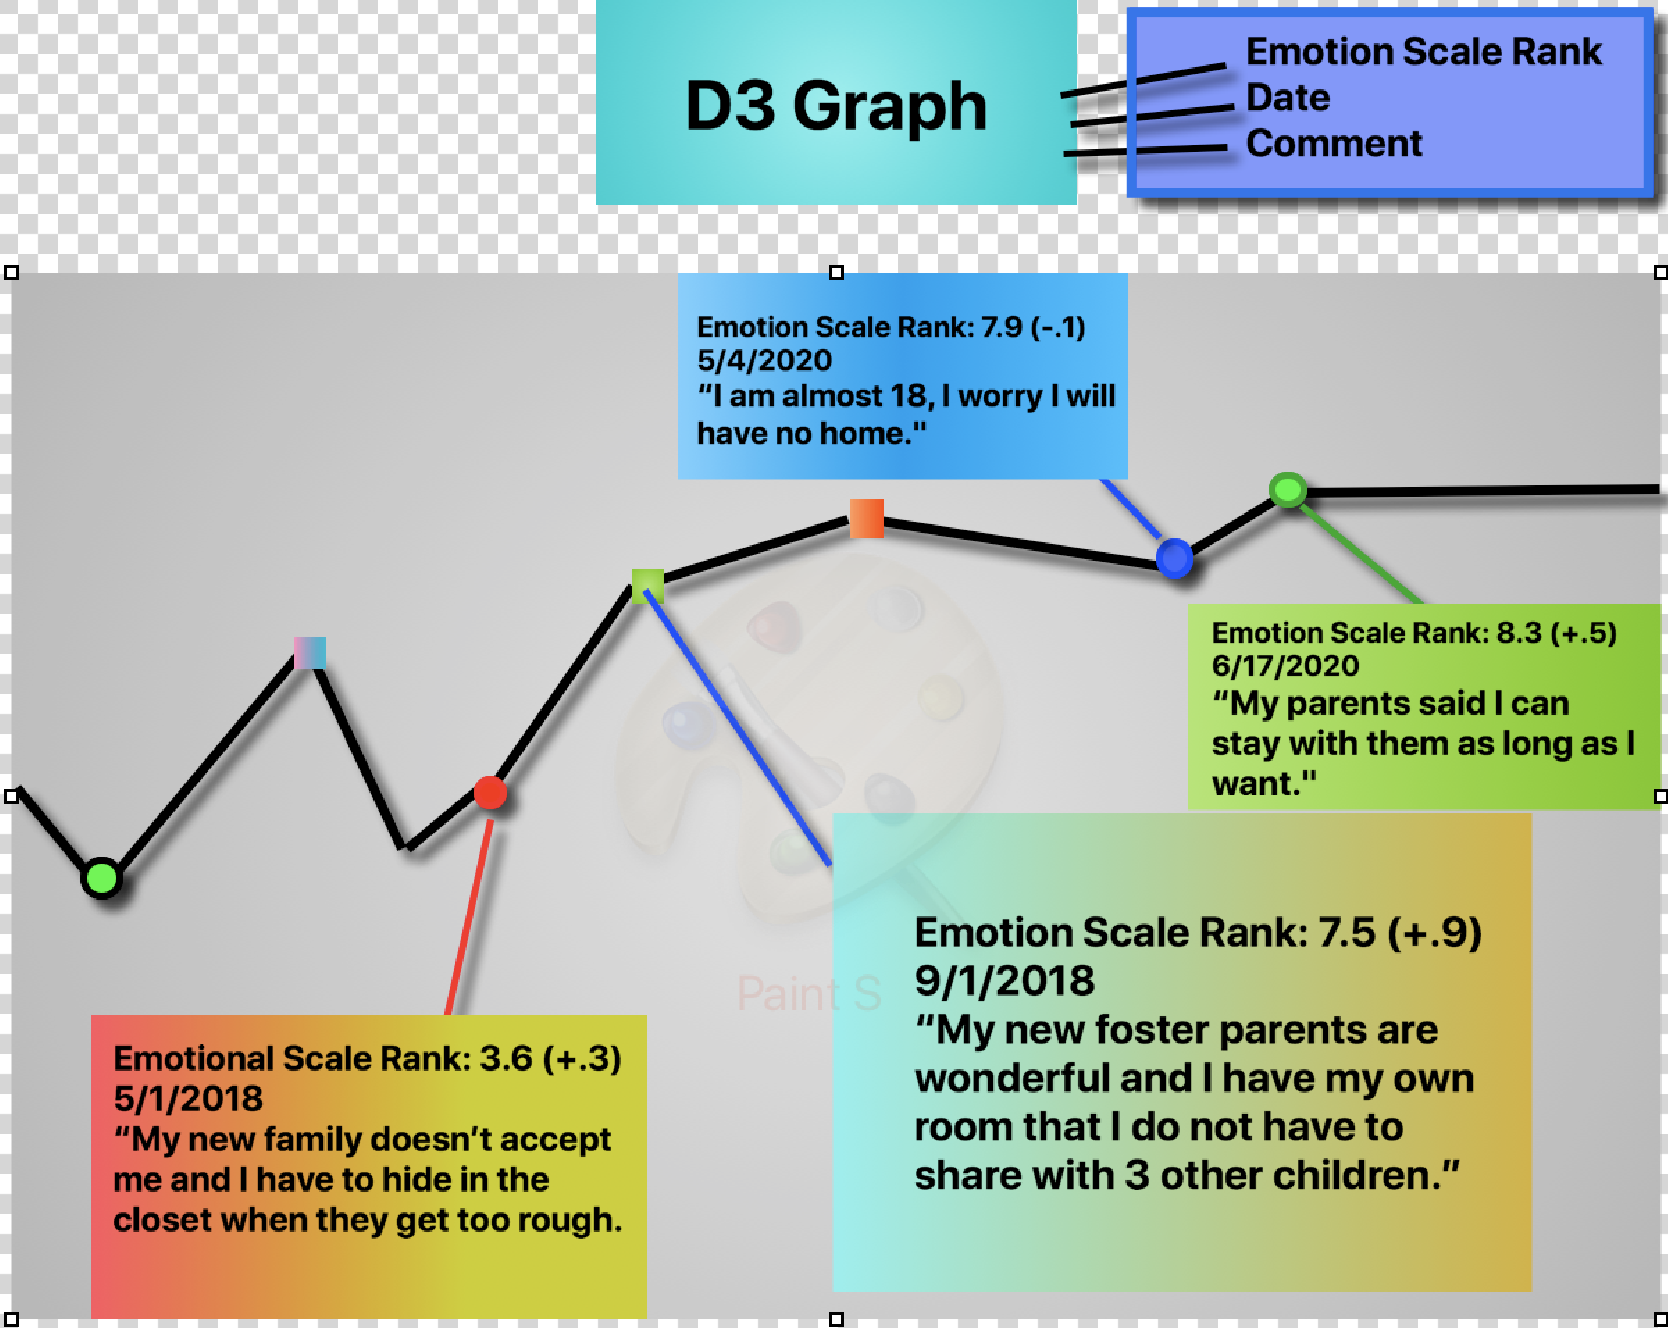 D3 Graph
Emotion Scale Rank
Date
Comment
Emotion Scale Rank: 7.9 (-.1)
5/4/2020
“I am almost 18, I worry I will
have no home."
Emotion Scale Rank: 8.3 (+.5)
6/17/2020
“My parents said I can
stay with them as long as I
want."
Emotion Scale Rank: 7.5 (+.9)
9/1/2018
“My new foster parents are
wonderful and I have my own
room that I do not have to
share with 3 other children.”
Paint S
Emotional Scale Rank: 3.6 (+.3)
5/1/2018
“My new family doesn’t accept
me and I have to hide in the
closet when they get too rough.